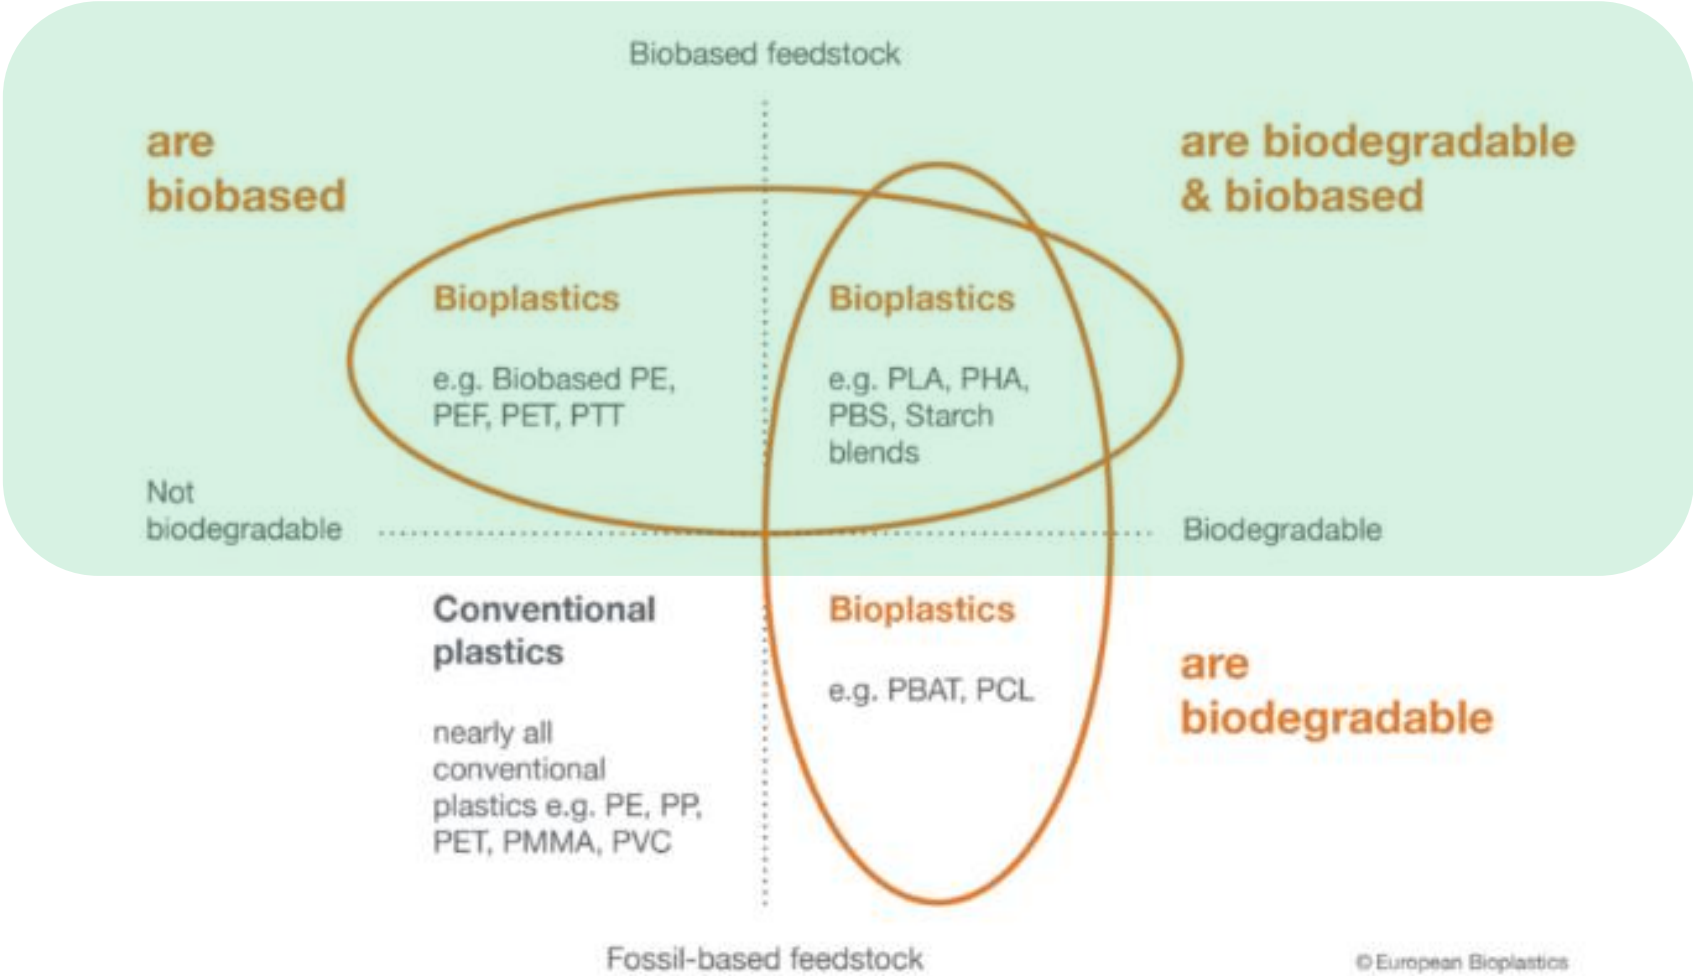 Biobased feedstock
are
biobased
are biodegradable
& biobased
Bioplastics
e.g. Biobased PE,
PEF, PET, PTT
Bioplastics
e.g. PLA, PHA,
PBS, Starch
blends
Not
biodegradable
Biodegradable
Conventional
plastics
nearly all
conventional
plastics e.g. PE, PP,
PET, PMMA, PVC
Bioplastics
e.g. PBAT, PCL
are
biodegradable
Fossil-based feedstock
© European Bioplastics